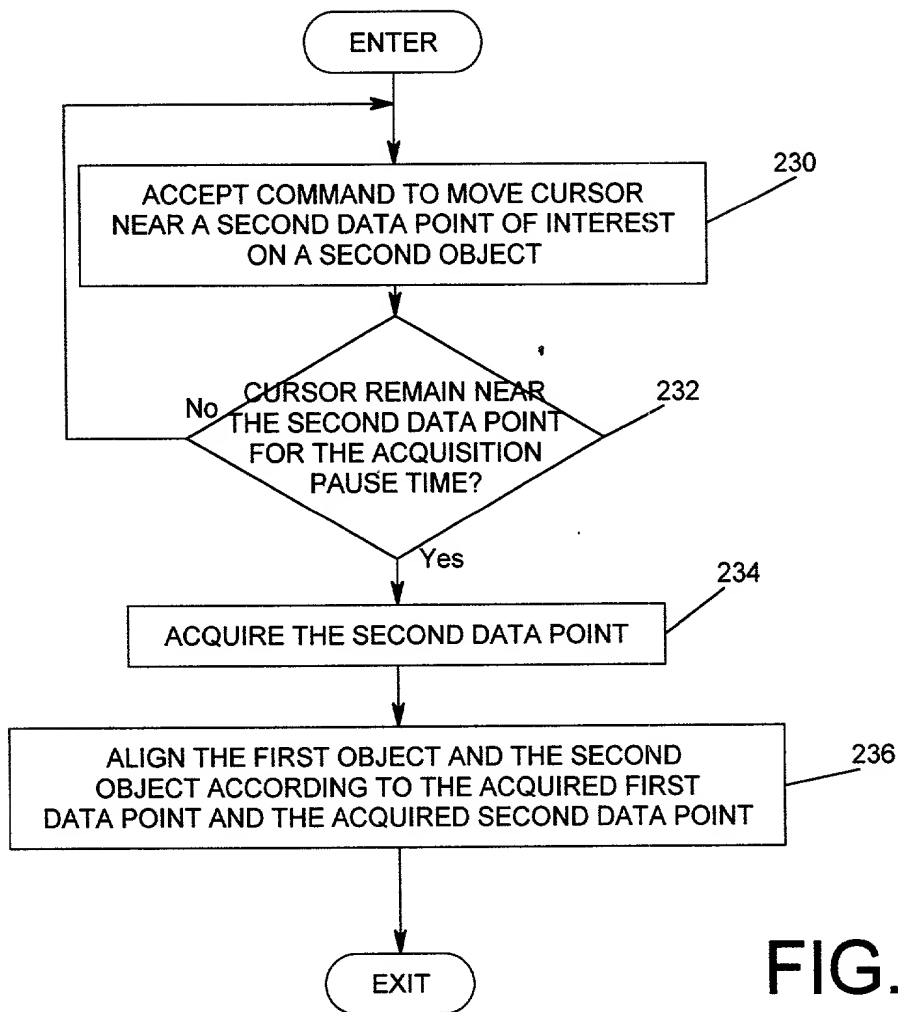 ENTER
ACCEPT COMMAND TO MOVE CURSOR
NEAR A SECOND DATA POINT OF INTEREST
ON A SECOND OBJECT
230
CURSOR REMAIN NEAR
THE SECOND DATA POINT
FOR THE ACQUISITION
PAUSE TIME?
232
No
Yes
234
ACQUIRE THE SECOND DATA POINT
ALIGN THE FIRST OBJECT AND THE SECOND
OBJECT ACCORDING TO THE ACQUIRED FIRST
DATA POINT AND THE ACQUIRED SECOND DATA POINT
236
EXIT
FIG.